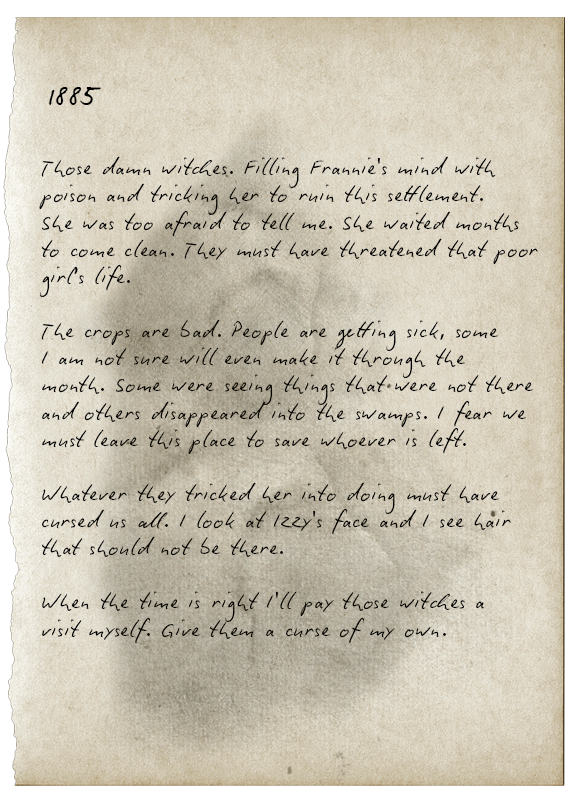 1885
Those damn witches. Filling Frannie's mind with
poison and tricking her to ruin this settlement.
She was too afraid to tell me. She waited months
to come clean. They must have threatened that poor
girl's life.
The crops are bad. People are getting sick, some
I am not sure will even make it through the
month. Some were seeing things that were not there
and others disappeared into the swamps. I fear we
must leave this place to save whoever is left.
Whatever they tricked her into doing must have
cursed us all. I look at Izzy's face and I see hair
that should not be there.
When the time is right I'll pay those witches a
visit myself. Give them a curse of my own.